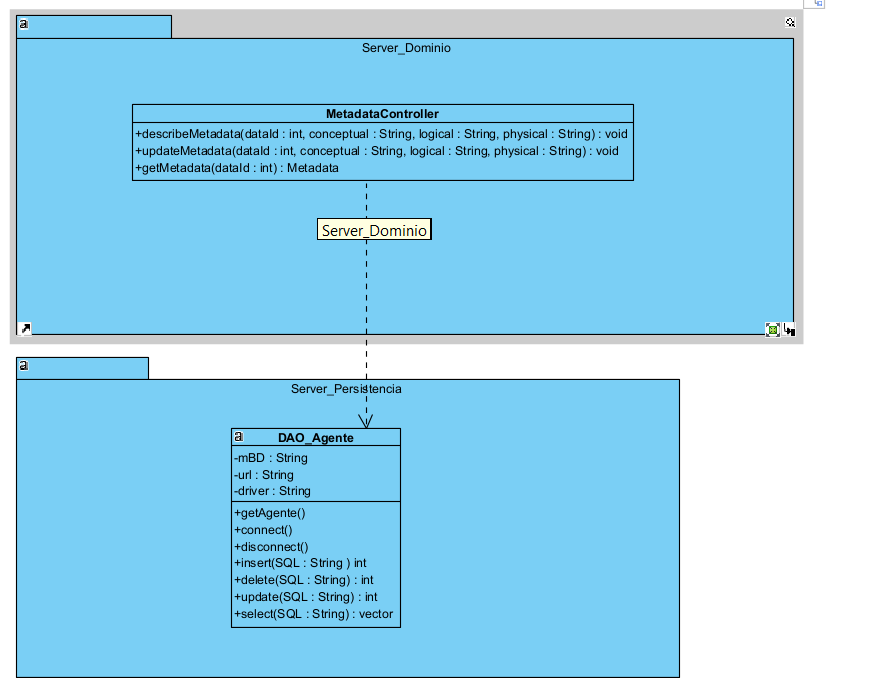 a
Server_Dominio
MetadataController
+describeMetadata(dataId : int, conceptual : String, logical : String, physical : String) : void
+updateMetadata(dataId : int, conceptual : String, logical : String, physical : String) : void
+getMetadata(dataId : int) : Metadata
Server_Dominio
a
Server_Persistencia
a
DAO_Agente
-mBD : String
-url : String
-driver : String
+getAgente()
+connect()
+disconnect()
+insert(SQL : String ) int
+delete(SQL : String) : int
+update(SQL : String) : int
+select(SQL : String) : vector